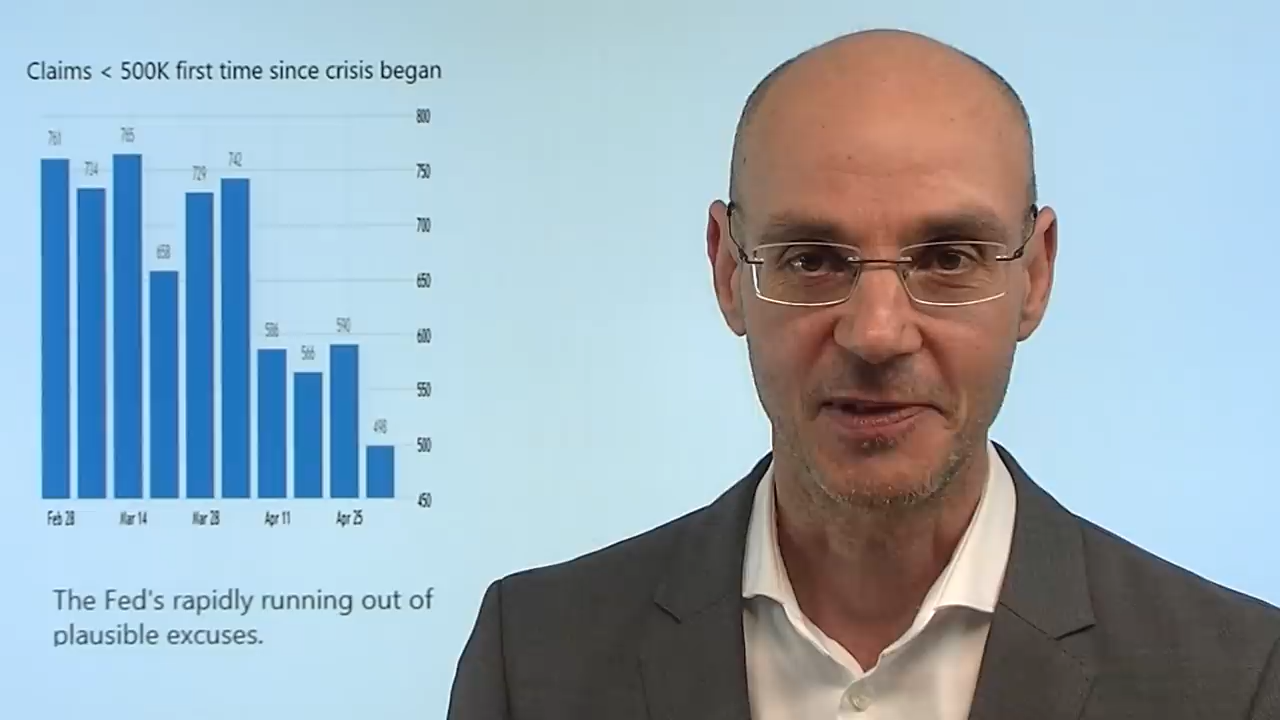 Claims < 500K first time since crisis began
800
761
765
742
734
729
750
700
658
650
586
566
590
600
550
498
500
450
Feb 28
Mar 14
Mar 28
Apr 11
Apr 25
The Fed's rapidly running out of
plausible excuses.